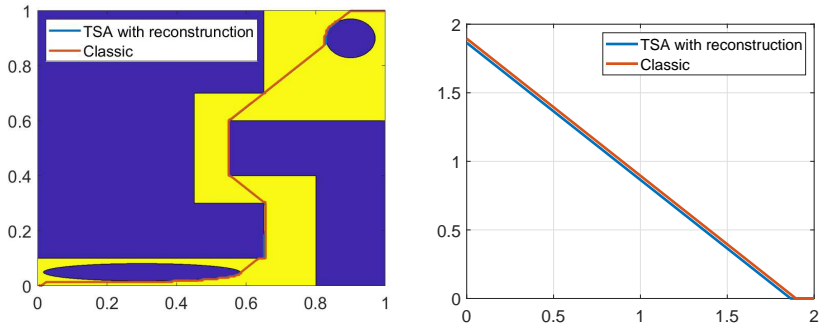 1
0.8
0.6
0.4
0.2
0
0 0.2 0.4 0.6 0.8 1
TSA with reconstrunction
Classic
2
1.5
1
0.5
0
0 0.5 1 1.5 2
TSA with reconstruction
Classic